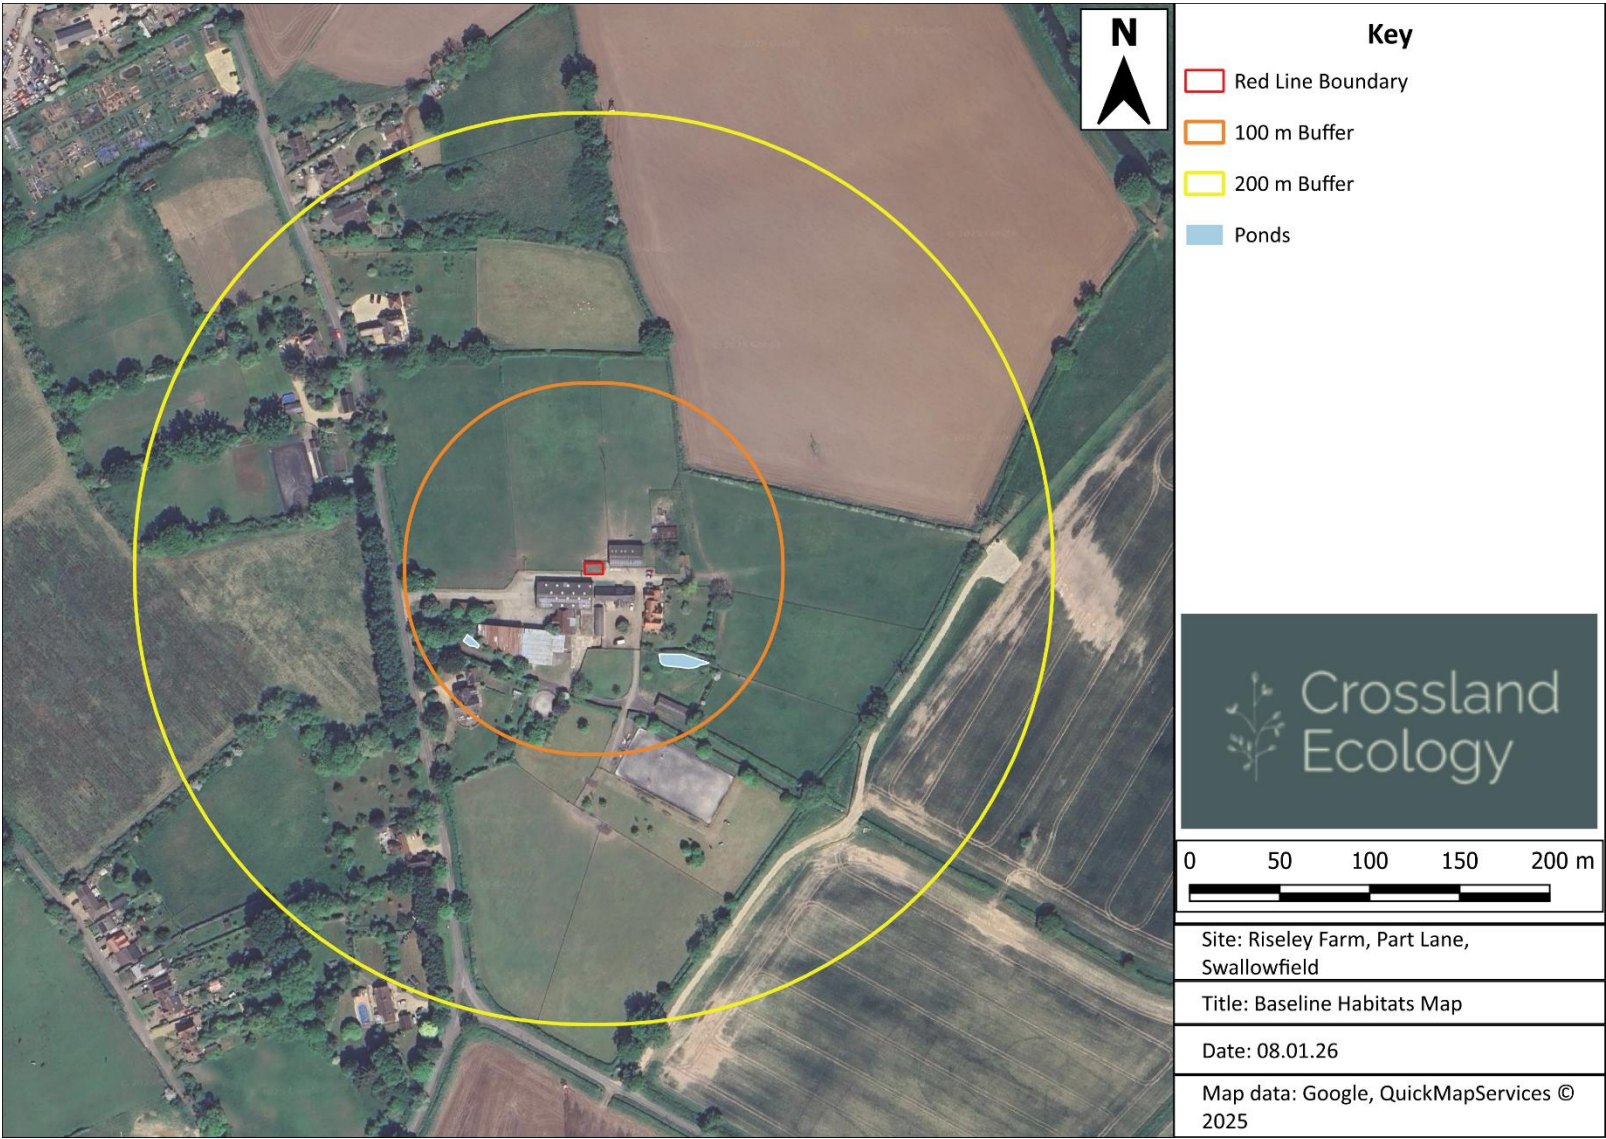 N
Key
Red Line Boundary
100 m Buffer
200 m Buffer
Ponds
Crossland
Ecology
0 50 100 150 200 m
Site: Riseley Farm, Part Lane,
Swallowfield
Title: Baseline Habitats Map
Date: 08.01.26
Map data: Google, QuickMapServices ©
2025